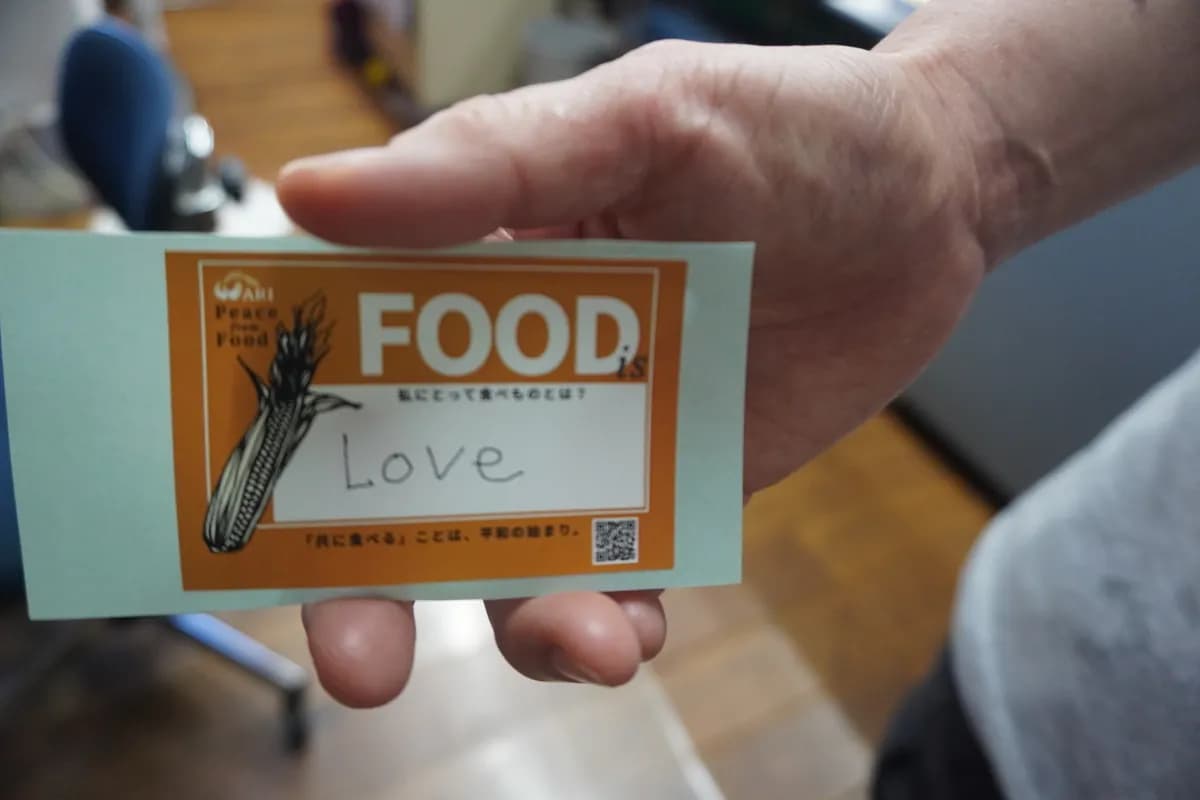 ARI
Peace
from
Food
FOOD
is
私にとって食べものとは？
Love
「共に食べる」ことは、平和の始まり。